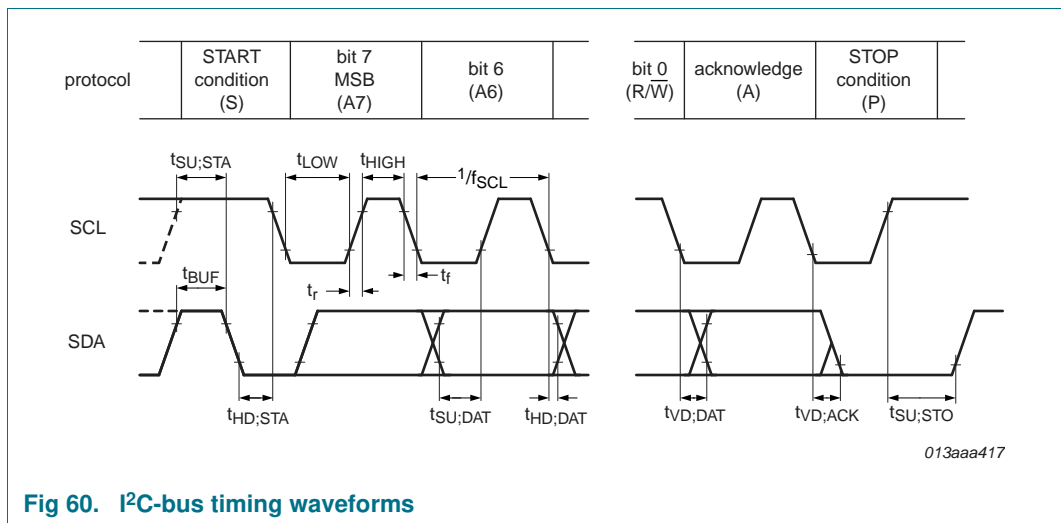 protocol
START
condition
(S)
bit 7
MSB
(A7)
bit 6
(A6)
bit 0
(R/W̅)
acknowledge
(A)
STOP
condition
(P)
tSU;STA
tLOW
tHIGH
1/fSCL
SCL
tBUF
tr
tf
SDA
tHD;STA
tSU;DAT
tHD;DAT
tVD;DAT
tVD;ACK
tSU;STO
013aaa417
Fig 60. I²C-bus timing waveforms